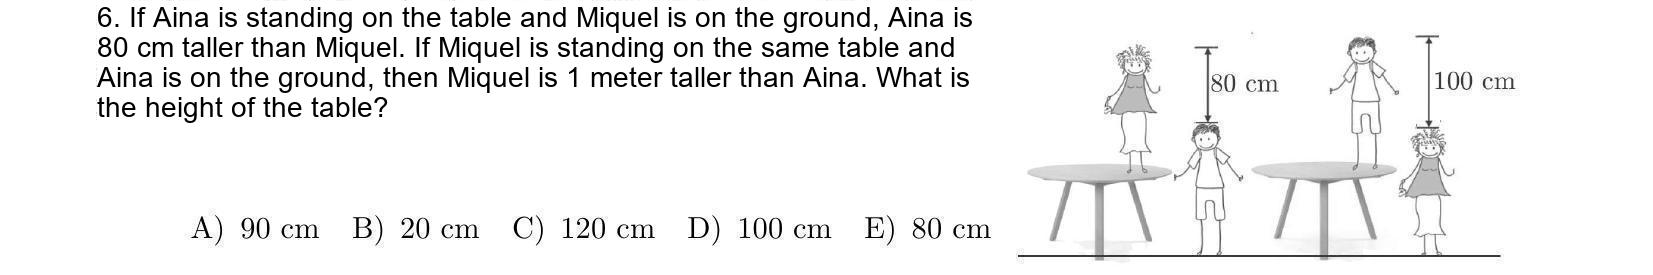 6. If Aina is standing on the table and Miquel is on the ground, Aina is
80 cm taller than Miquel. If Miquel is standing on the same table and
Aina is on the ground, then Miquel is 1 meter taller than Aina. What is
the height of the table?
80 cm
100 cm
A) 90 cm B) 20 cm C) 120 cm D) 100 cm E) 80 cm